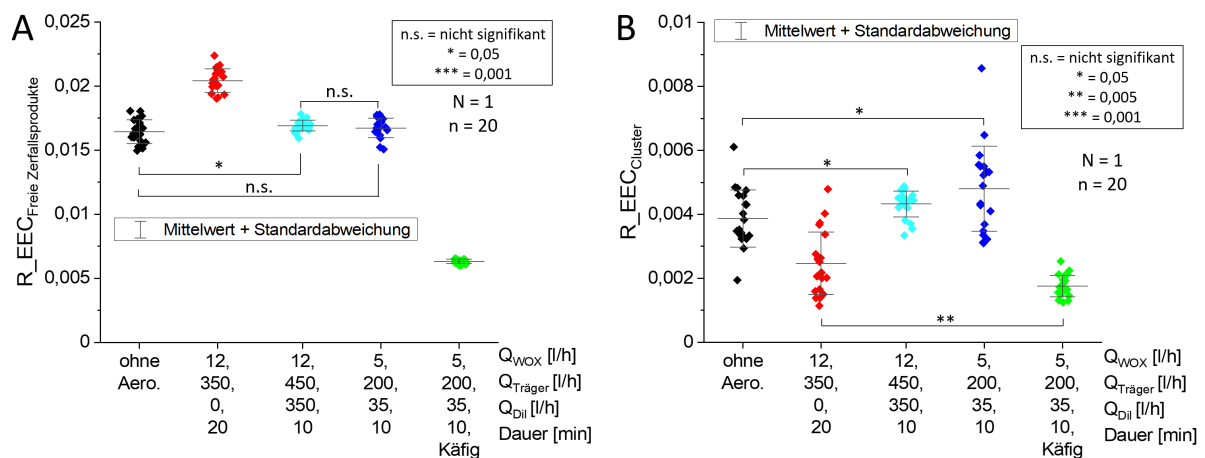 A
R_EEC Freie Zerfallsprodukte
0,025
0,02
0,015
0,01
0,005
0
n.s. = nicht signifikant
* = 0,05
*** = 0,001
N = 1
n = 20
n.s.
*
n.s.
Mittelwert + Standardabweichung
ohne Aero.
12, 350, 0, 20
12, 450, 350, 10
5, 200, 35, 10
5, 200, 35, 10, Käfig
Q_WOX [l/h]
Q_Träger [l/h]
Q_Dil [l/h]
Dauer [min]
B
R_EEC Cluster
0,01
0,008
0,006
0,004
0,002
0
Mittelwert + Standardabweichung
n.s. = nicht signifikant
* = 0,05
** = 0,005
*** = 0,001
N = 1
n = 20
*
*
**
ohne Aero.
12, 350, 0, 20
12, 450, 350, 10
5, 200, 35, 10
5, 200, 35, 10, Käfig
Q_WOX [l/h]
Q_Träger [l/h]
Q_Dil [l/h]
Dauer [min]